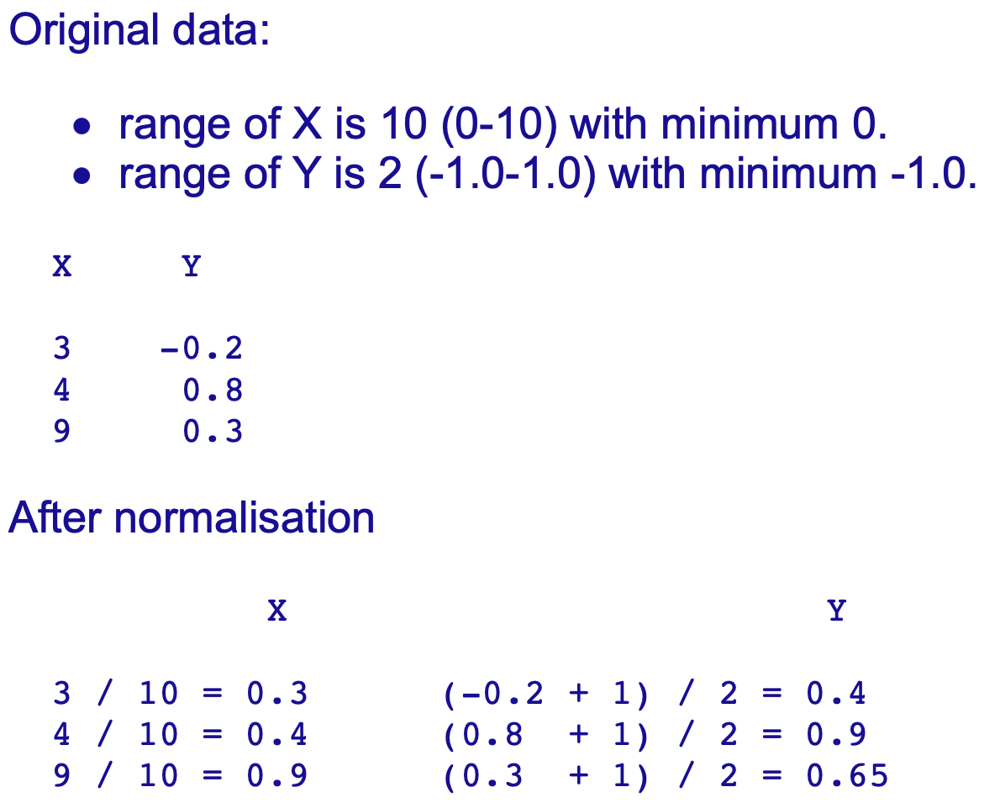 Original data:
• range of X is 10 (0-10) with minimum 0.
• range of Y is 2 (-1.0-1.0) with minimum -1.0.
X Y
3 -0.2
4 0.8
9 0.3
After normalisation
X Y
3 / 10 = 0.3 (-0.2 + 1) / 2 = 0.4
4 / 10 = 0.4 (0.8 + 1) / 2 = 0.9
9 / 10 = 0.9 (0.3 + 1) / 2 = 0.65